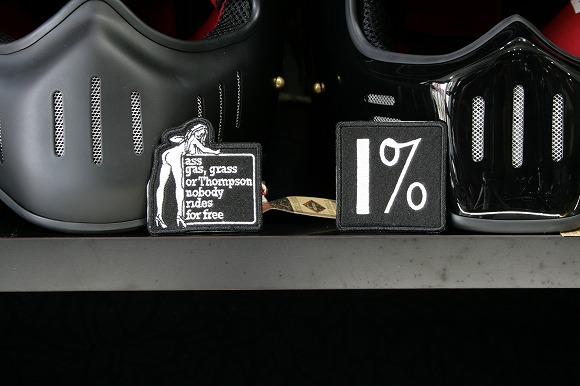 ass
gas, grass
or Thompson
nobody
rides
for free
1%